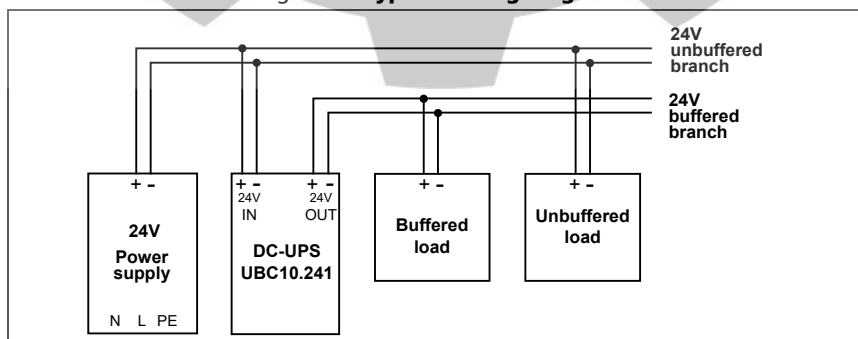 24V
unbuffered
branch
24V
buffered
branch
+ -
24V
Power
supply
N L PE
+ - + -
24V 24V
IN OUT
DC-UPS
UBC10.241
+ -
Buffered
load
+ -
Unbuffered
load